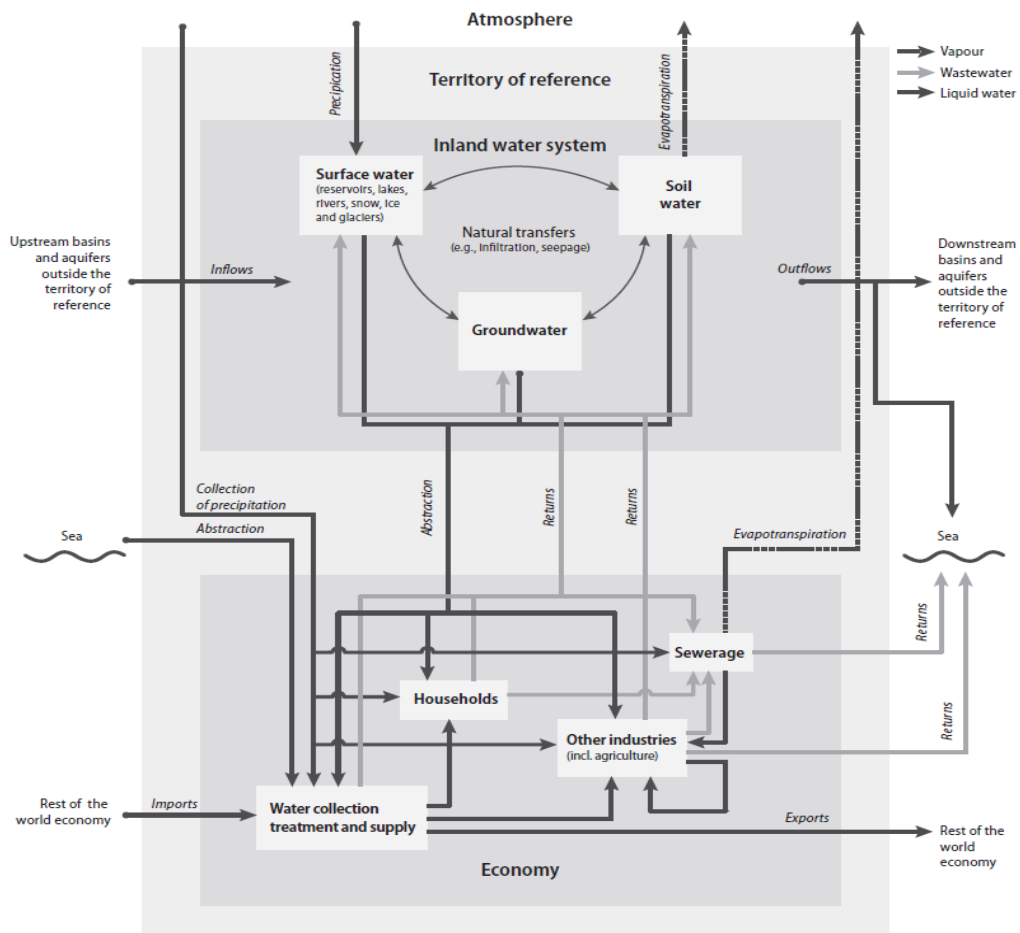 Atmosphere
Vapour
Wastewater
Liquid water
Territory of reference
Precipication
Evapotranspiration
Inland water system
Surface water
(reservoirs, lakes,
rivers, snow, ice
and glaciers)
Soil
water
Natural transfers
(e.g., infiltration, seepage)
Upstream basins
and aquifers
outside the
territory of
reference
Inflows
Outflows
Downstream
basins and
aquifers
outside the
territory of
reference
Groundwater
Collection
of precipitation
Abstraction
Abstraction
Returns
Returns
Evapotranspiration
Sea
Sea
Sewerage
Returns
Households
Other industries
(incl. agriculture)
Returns
Rest of the
world economy
Imports
Water collection
treatment and supply
Exports
Rest of the
world
economy
Economy